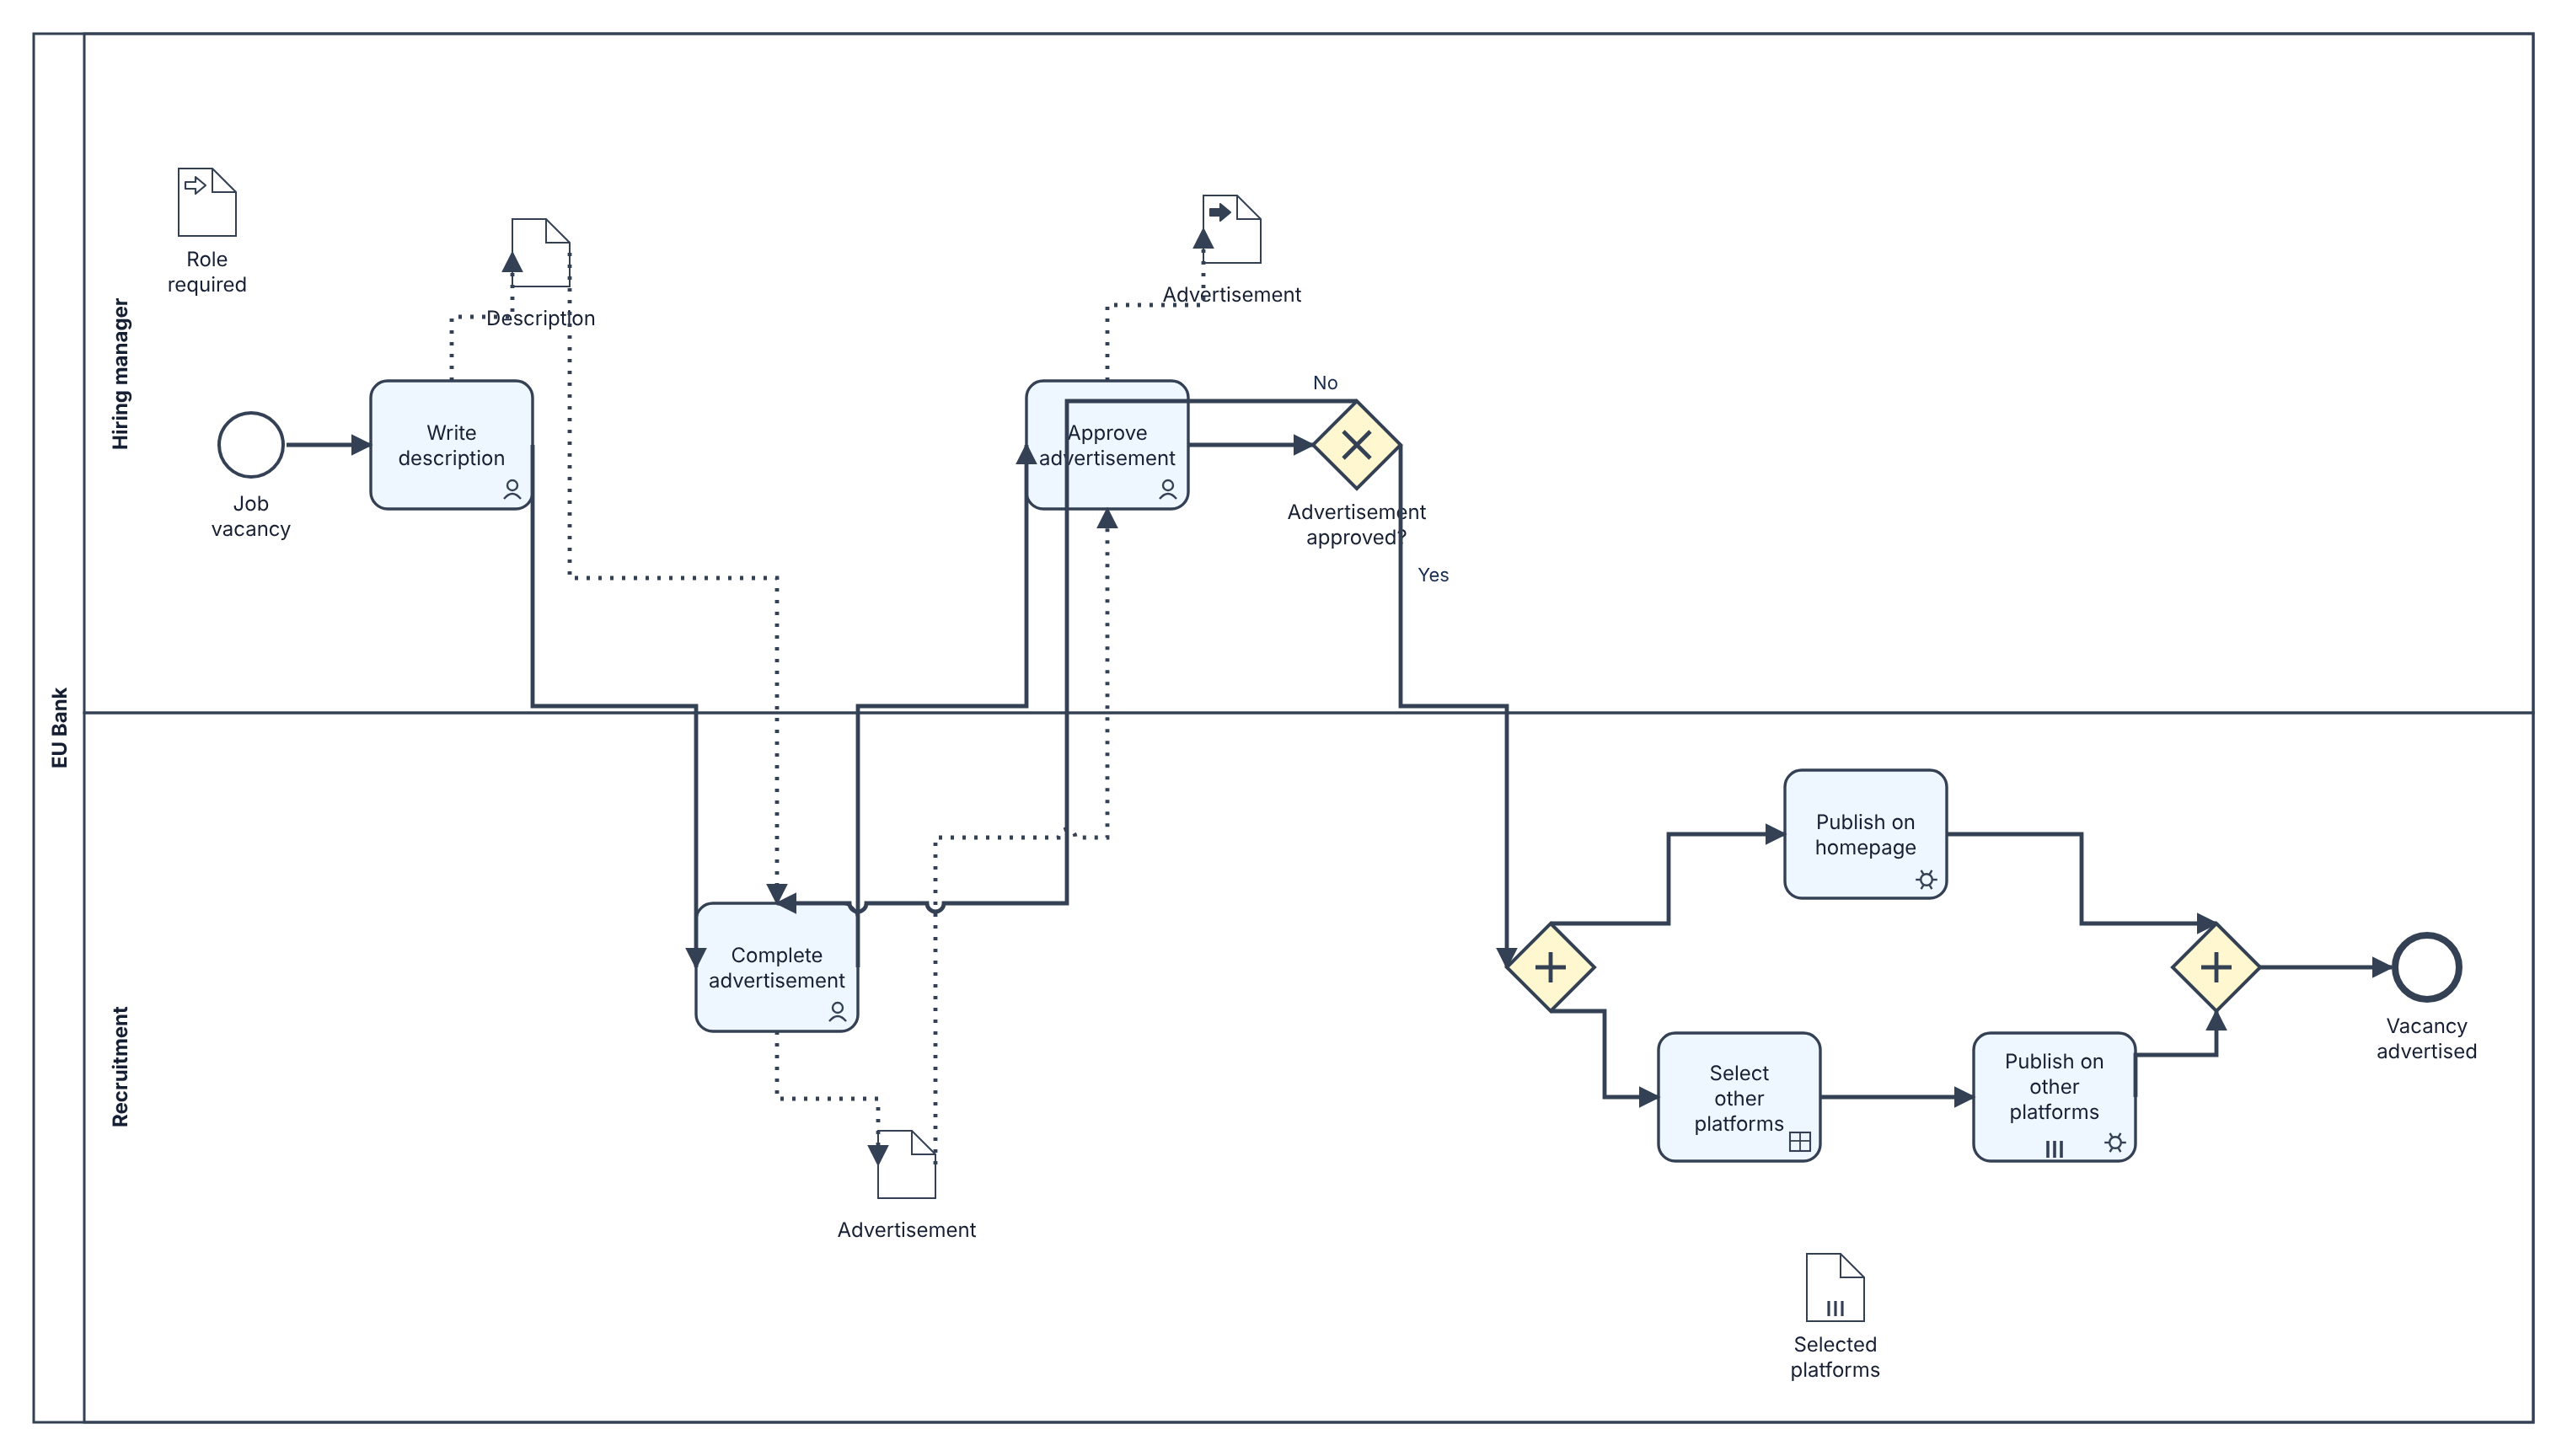 EU Bank
Hiring manager
Role
required
Description
Advertisement
No
Write
description
Approve
advertisement
Job
vacancy
Advertisement
approved?
Yes
Recruitment
Publish on
homepage
Complete
advertisement
Vacancy
advertised
Select
other
platforms
Publish on
other
platforms
Advertisement
Selected
platforms